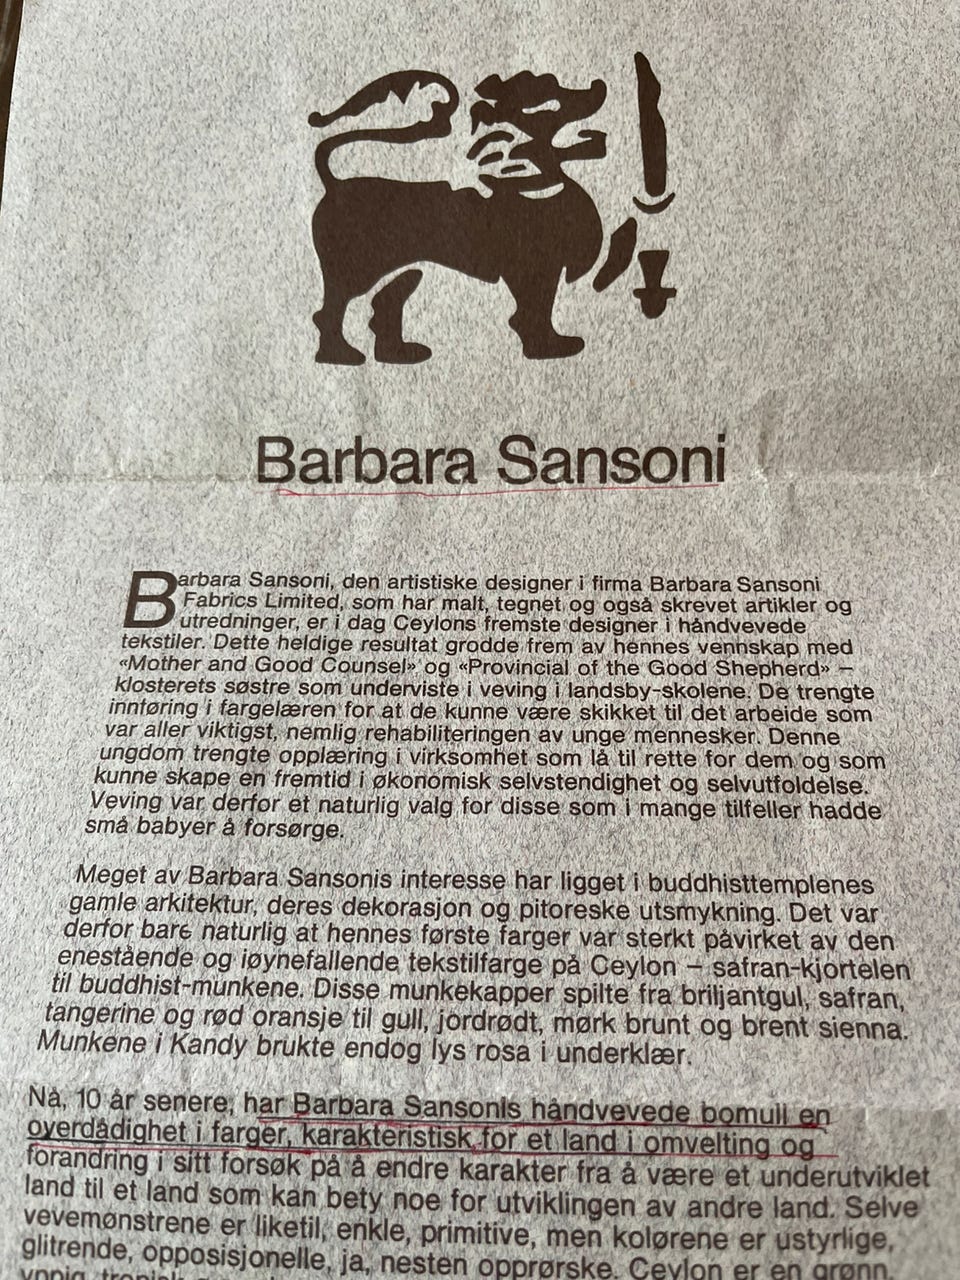 Barbara Sansoni
Barbara Sansoni, den artistiske designer i firma Barbara Sansoni
Fabrics Limited, som har malt, tegnet og også skrevet artikler og
utredninger, er i dag Ceylons fremste designer i håndvevede
tekstiler. Dette heldige resultat grodde frem av hennes vennskap med
«Mother and Good Counsel» og «Provincial of the Good Shepherd» –
klosterets søstre som underviste i veving i landsby-skolene. De trengte
innføring i fargelæren for at de kunne være skikket til det arbeide som
var aller viktigst, nemlig rehabiliteringen av unge mennesker. Denne
ungdom trengte opplæring i virksomhet som lå til rette for dem og som
kunne skape en fremtid i økonomisk selvstendighet og selvutfoldelse.
Veving var derfor et naturlig valg for disse som i mange tilfeller hadde
små babyer å forsørge.
Meget av Barbara Sansonis interesse har ligget i buddhisttemplenes
gamle arkitektur, deres dekorasjon og pitoreske utsmykning. Det var
derfor bare naturlig at hennes første farger var sterkt påvirket av den
enestående og iøynefallende tekstilfarge på Ceylon – safran-kjortelen
til buddhist-munkene. Disse munkekapper spilte fra briljantgul, safran,
tangerine og rød oransje til gull, jordrødt, mørk brunt og brent sienna.
Munkene i Kandy brukte endog lys rosa i underklær.
Nå, 10 år senere, har Barbara Sansonis håndvevede bomull en
overdådighet i farger, karakteristisk for et land i omvelting og
forandring i sitt forsøk på å endre karakter fra å være et underutviklet
land til et land som kan bety noe for utviklingen av andre land. Selve
vevemønstrene er liketil, enkle, primitive, men kolørene er ustyrlige,
glitrende, opposisjonelle, ja, nesten opprørske. Ceylon er en grønn,
yppig, tropisk